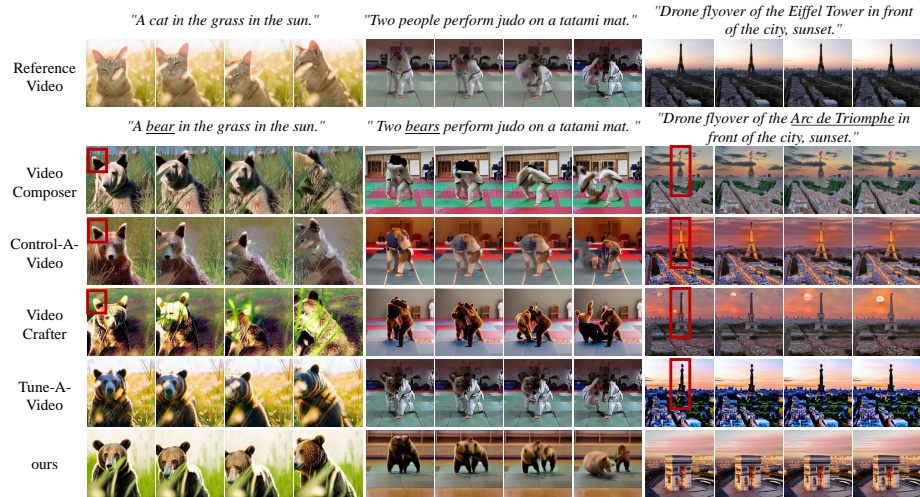 "A cat in the grass in the sun."
"Two people perform judo on a tatami mat."
"Drone flyover of the Eiffel Tower in front
of the city, sunset."
Reference
Video
"A bear in the grass in the sun."
" Two bears perform judo on a tatami mat. "
"Drone flyover of the Arc de Triomphe in
front of the city, sunset."
Video
Composer
Control-A-
Video
Video
Crafter
Tune-A-
Video
ours